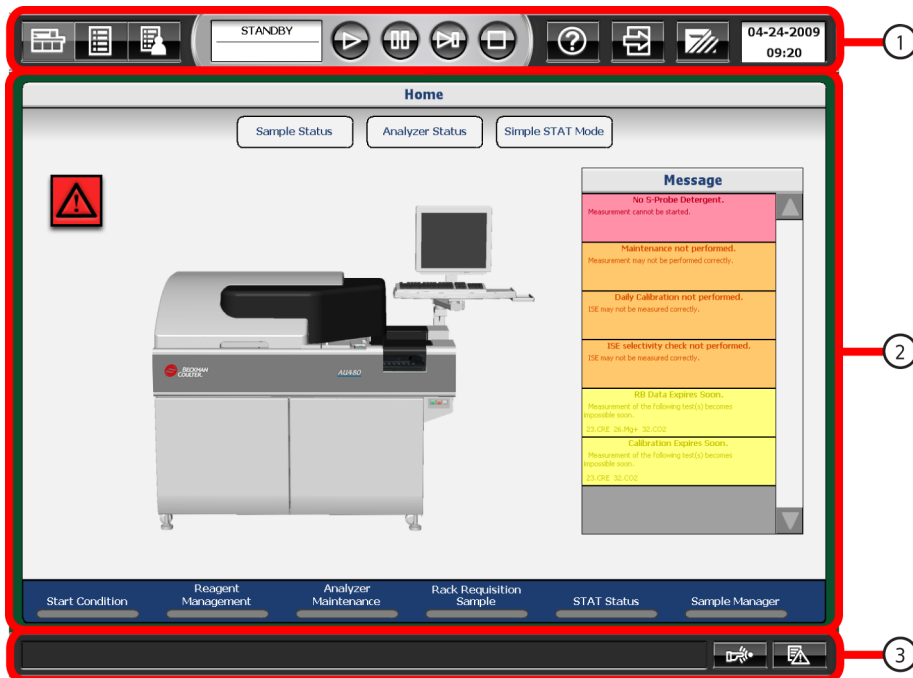 STANDBY
04-24-2009
09:20
1
Home
Sample Status
Analyzer Status
Simple STAT Mode
Message
No S-Probe Detergent.
Measurement cannot be started.
Maintenance not performed.
Measurement may not be performed correctly.
Daily Calibration not performed.
ISE may not be measured correctly.
ISE selectivity check not performed.
ISE may not be measured correctly.
RB Data Expires Soon.
Measurement of the following test(s) becomes
impossible soon.
23.CRE 26.Mg+ 32.CO2
Calibration Expires Soon.
Measurement of the following test(s) becomes
impossible soon.
23.CRE 32.CO2
BECKMAN
COULTER.
AU480
2
Start Condition
Reagent
Management
Analyzer
Maintenance
Rack Requisition
Sample
STAT Status
Sample Manager
3